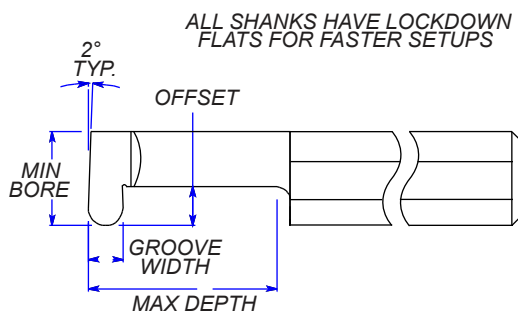 ALL SHANKS HAVE LOCKDOWN
FLATS FOR FASTER SETUPS
2°
TYP.
OFFSET
MIN
BORE
GROOVE
WIDTH
MAX DEPTH